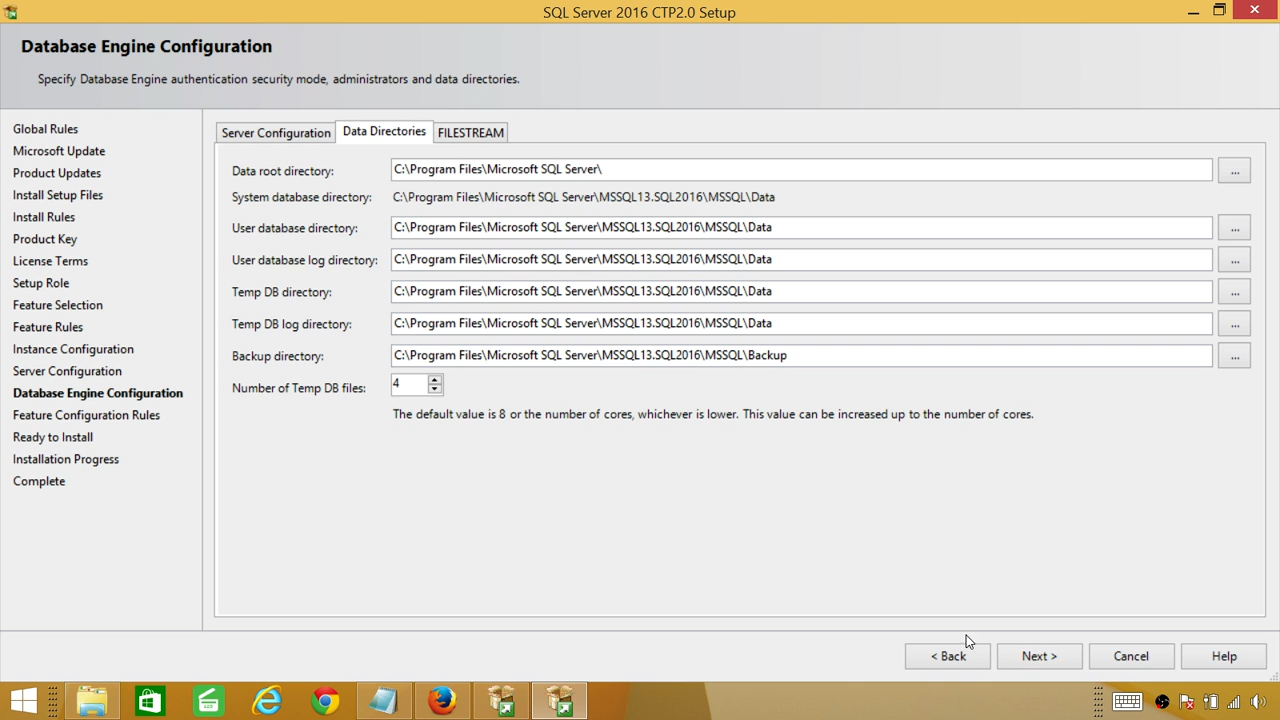 SQL Server 2016 CTP2.0 Setup
Database Engine Configuration
Specify Database Engine authentication security mode, administrators and data directories.
Global Rules
Microsoft Update
Product Updates
Install Setup Files
Install Rules
Product Key
License Terms
Setup Role
Feature Selection
Feature Rules
Instance Configuration
Server Configuration
Database Engine Configuration
Feature Configuration Rules
Ready to Install
Installation Progress
Complete
Server Configuration Data Directories FILESTREAM
Data root directory: C:\Program Files\Microsoft SQL Server\ ...
System database directory: C:\Program Files\Microsoft SQL Server\MSSQL13.SQL2016\MSSQL\Data
User database directory: C:\Program Files\Microsoft SQL Server\MSSQL13.SQL2016\MSSQL\Data ...
User database log directory: C:\Program Files\Microsoft SQL Server\MSSQL13.SQL2016\MSSQL\Data ...
Temp DB directory: C:\Program Files\Microsoft SQL Server\MSSQL13.SQL2016\MSSQL\Data ...
Temp DB log directory: C:\Program Files\Microsoft SQL Server\MSSQL13.SQL2016\MSSQL\Data ...
Backup directory: C:\Program Files\Microsoft SQL Server\MSSQL13.SQL2016\MSSQL\Backup ...
Number of Temp DB files: 4
The default value is 8 or the number of cores, whichever is lower. This value can be increased up to the number of cores.
< Back Next > Cancel Help